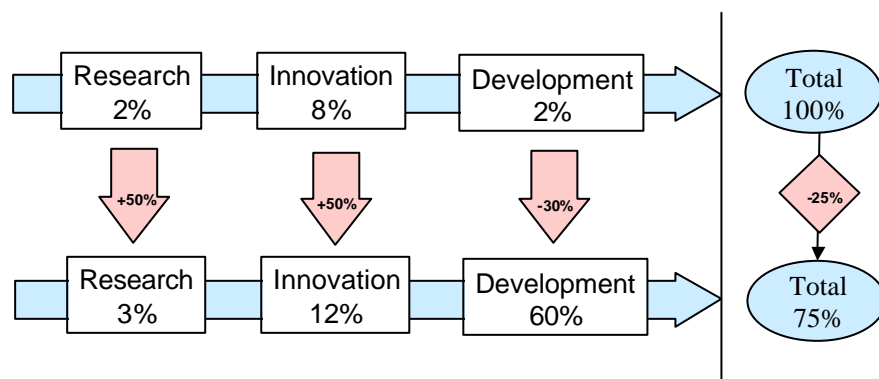 Research
2%
Innovation
8%
Development
2%
Total
100%
+50%
+50%
-30%
-25%
Research
3%
Innovation
12%
Development
60%
Total
75%